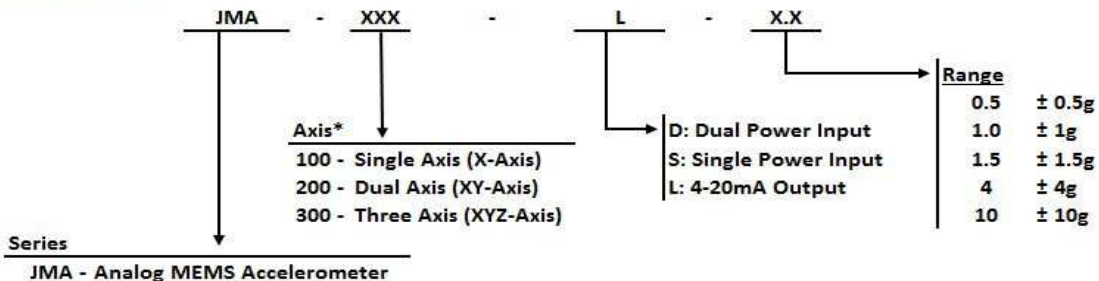 JMA - XXX - L - X.X
Range
0.5 ± 0.5g
1.0 ± 1g
1.5 ± 1.5g
4 ± 4g
10 ± 10g
D: Dual Power Input
S: Single Power Input
L: 4-20mA Output
Axis*
100 - Single Axis (X-Axis)
200 - Dual Axis (XY-Axis)
300 - Three Axis (XYZ-Axis)
Series
JMA - Analog MEMS Accelerometer